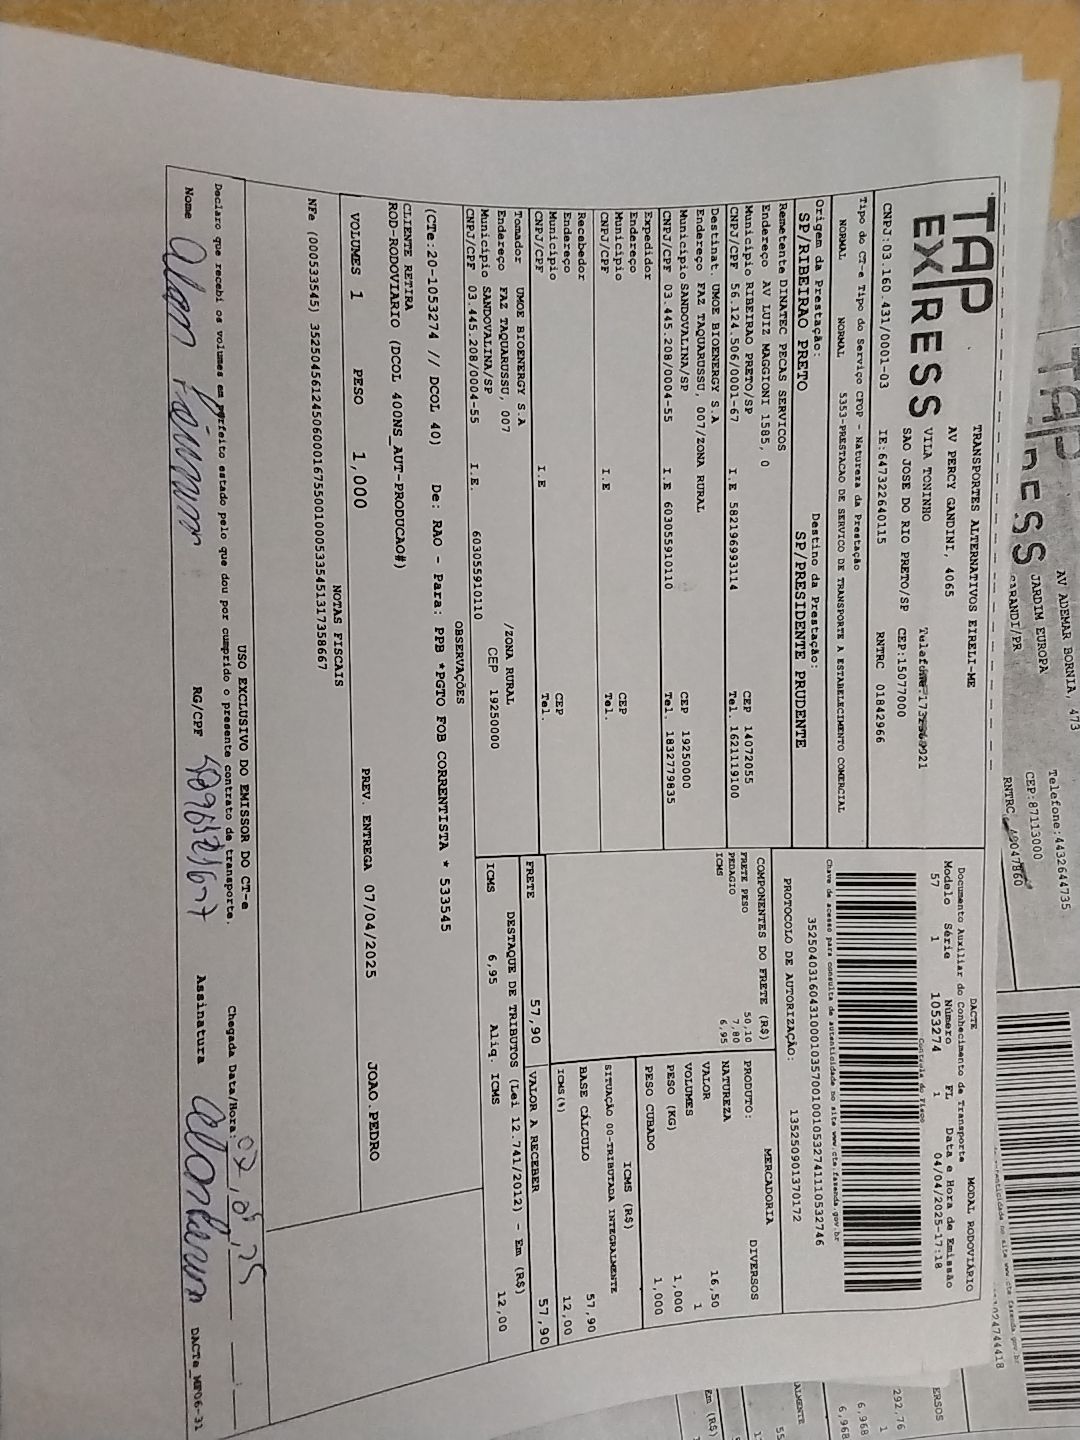 TAP
EXPRESS
TRANSPORTES ALTERNATIVOS EIRELI-ME
AV PERCY GANDINI, 4065
VILA TONINHO
SAO JOSE DO RIO PRETO/SP CEP:15077000
CNPJ:03.160.431/0001-03 IE:647322640115 RNTRC 01842966
Tipo do CT-e Tipo do Serviço CFOP - Natureza da Prestação
NORMAL NORMAL 5353-PRESTACAO DE SERVICO DE TRANSPORTE A ESTABELECIMENTO COMERCIAL
Origem da Prestação: Destino da Prestação:
SP/RIBEIRAO PRETO SP/PRESIDENTE PRUDENTE
Remetente DINATEC PECAS SERVICOS
Endereço AV LUIZ MAGGIONI 1585, 0
Município RIBEIRAO PRETO/SP CEP 14072055
CNPJ/CPF 56.124.506/0001-67 I.E 582196993114 Tel. 1621119100
Destinat. UMOE BIOENERGY S.A
Endereço FAZ TAQUARUSSU, 007/ZONA RURAL
Município SANDOVALINA/SP CEP 19250000
CNPJ/CPF 03.445.208/0004-55 I.E 603055910110 Tel. 1832779835
Expedidor
Endereço
Município CEP
CNPJ/CPF I.E Tel.
Recebedor
Endereço
Município CEP
CNPJ/CPF I.E Tel.
Tomador UMOE BIOENERGY S.A
Endereço FAZ TAQUARUSSU, 007 /ZONA RURAL
Município SANDOVALINA/SP CEP 19250000
CNPJ/CPF 03.445.208/0004-55 I.E. 603055910110
DACTE MODAL RODOVIÁRIO
Documento Auxiliar do Conhecimento de Transporte
Modelo Série Número FL Data e Hora de Emissão
57 1 1053274 1 04/04/2025-17:18
Controle do Fisco
Chave de acesso para consulta de autenticidade no site www.cte.fazenda.gov.br
PROTOCOLO DE AUTORIZAÇÃO: 135250901370172
COMPONENTES DO FRETE (R$)
FRETE PESO 50,10
PEDAGIO 7,80
ICMS 6,95
MERCADORIA
PRODUTO: DIVERSOS
NATUREZA
VALOR 16,50
VOLUMES 1
PESO (KG) 1,000
PESO CUBADO 1,000
ICMS (R$)
SITUAÇÃO 00-TRIBUTADA INTEGRALMENTE
BASE CÁLCULO 57,90
ICMS(%) 12,00
FRETE 57,90 VALOR A RECEBER 57,90
DESTAQUE DE TRIBUTOS (Lei 12.741/2012) - Em (R$)
ICMS 6,95 Aliq. ICMS 12,00
OBSERVAÇÕES
(CTe:20-1053274 // DCOL 40) De: RAO - Para: PPB *PGTO FOB CORRENTISTA * 533545
CLIENTE RETIRA
ROD-RODOVIARIO (DCOL 400NS_AUT-PRODUCAO#)
VOLUMES 1 PESO 1,000 PREV. ENTREGA 07/04/2025 JOAO.PEDRO
NOTAS FISCAIS
NFe (000533545) 35250456124506000167550010005335451317358667
USO EXCLUSIVO DO EMISSOR DO CT-e
Declaro que recebi os volumes em perfeito estado pelo que dou por cumprido o presente contrato de transporte.
Chegada Data/Hora:
Nome RG/CPF Assinatura
DACTe_MF06-31
AV ADEMAR BORNIA, 473
JARDIM EUROPA
SARANDI/PR
Telefone:4432644735
CEP:87113000
RNTRC